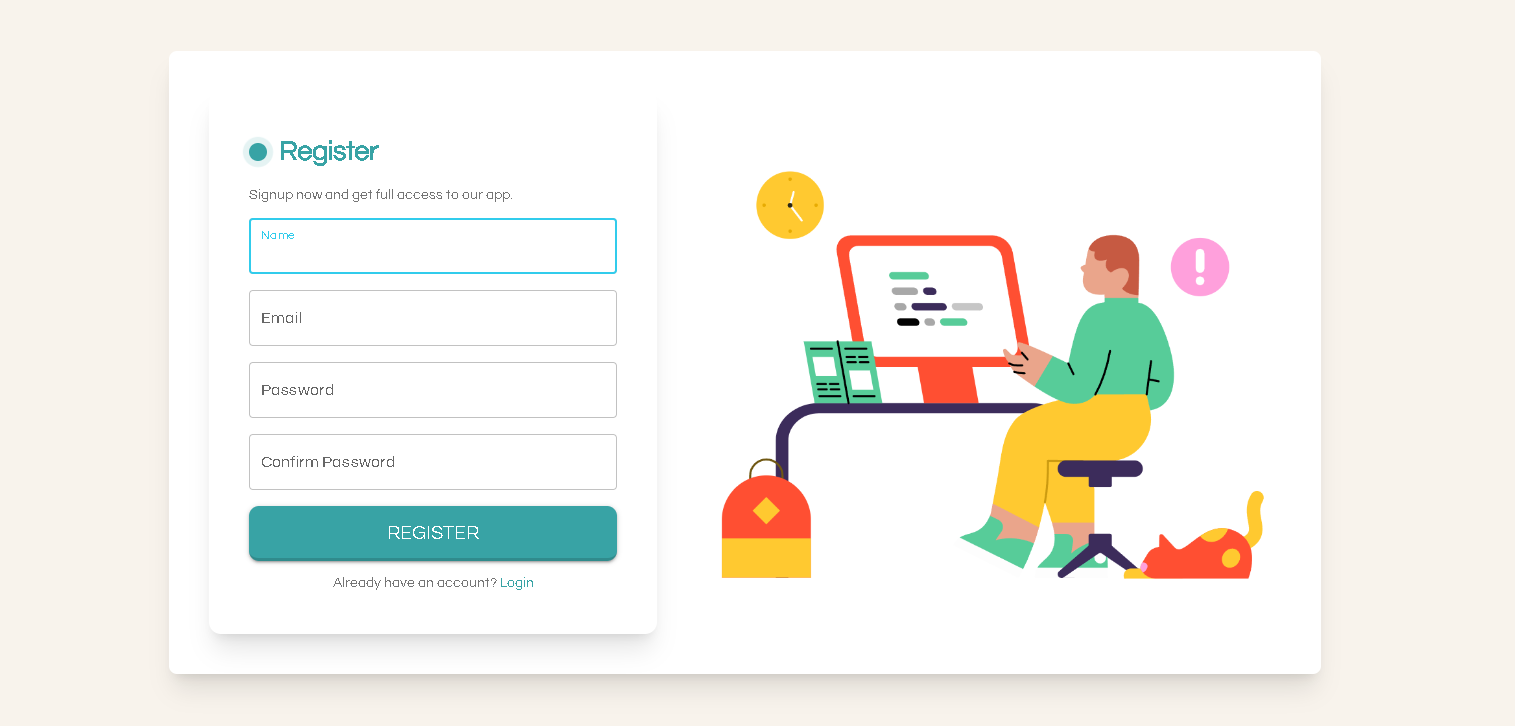 Register
Signup now and get full access to our app.
Name
Email
Password
Confirm Password
REGISTER
Already have an account? Login